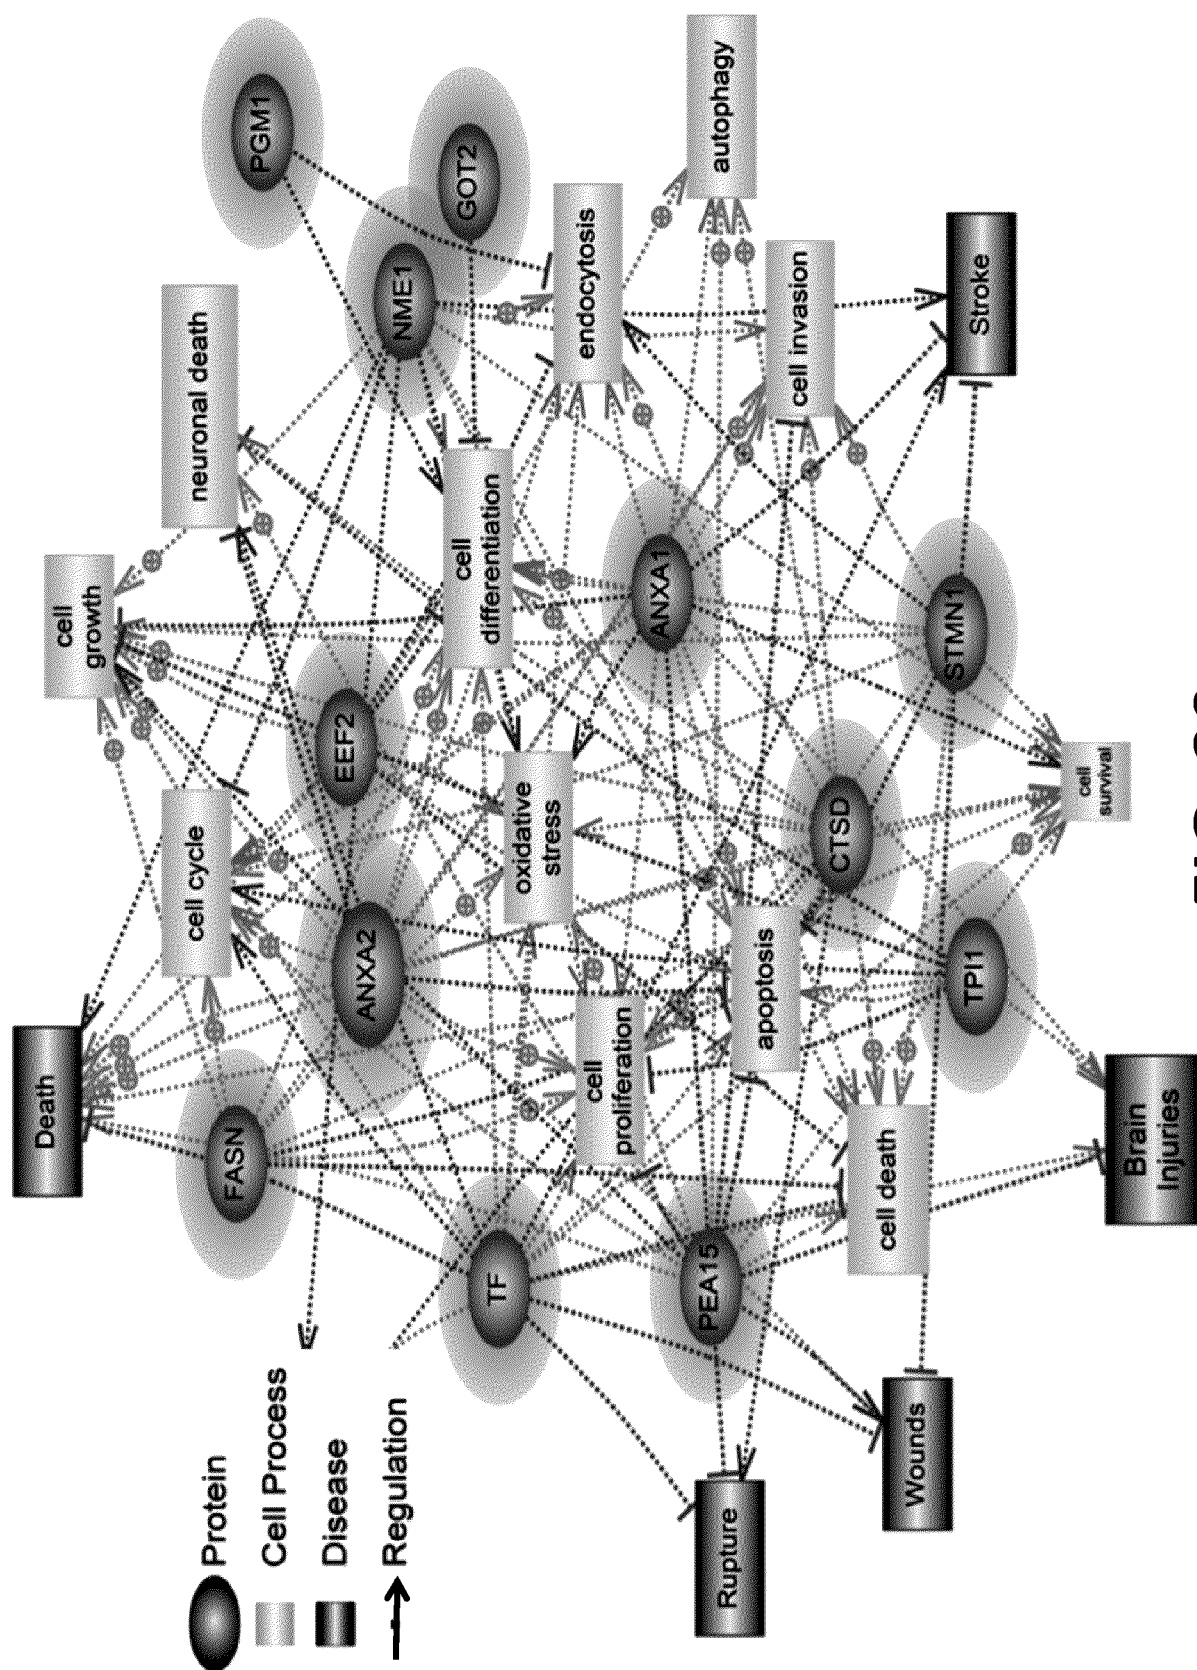 Protein
Cell Process
Disease
Regulation
Death
cell
growth
neuronal death
cell cycle
FASN
PGM1
EEF2
ANXA2
NME1
GOT2
cell
differentiation
TF
oxidative
stress
endocytosis
cell
proliferation
ANXA1
PEA15
autophagy
Rupture
apoptosis
cell invasion
CTSD
cell death
Wounds
STMN1
TPI1
Stroke
cell
survival
Brain
Injuries